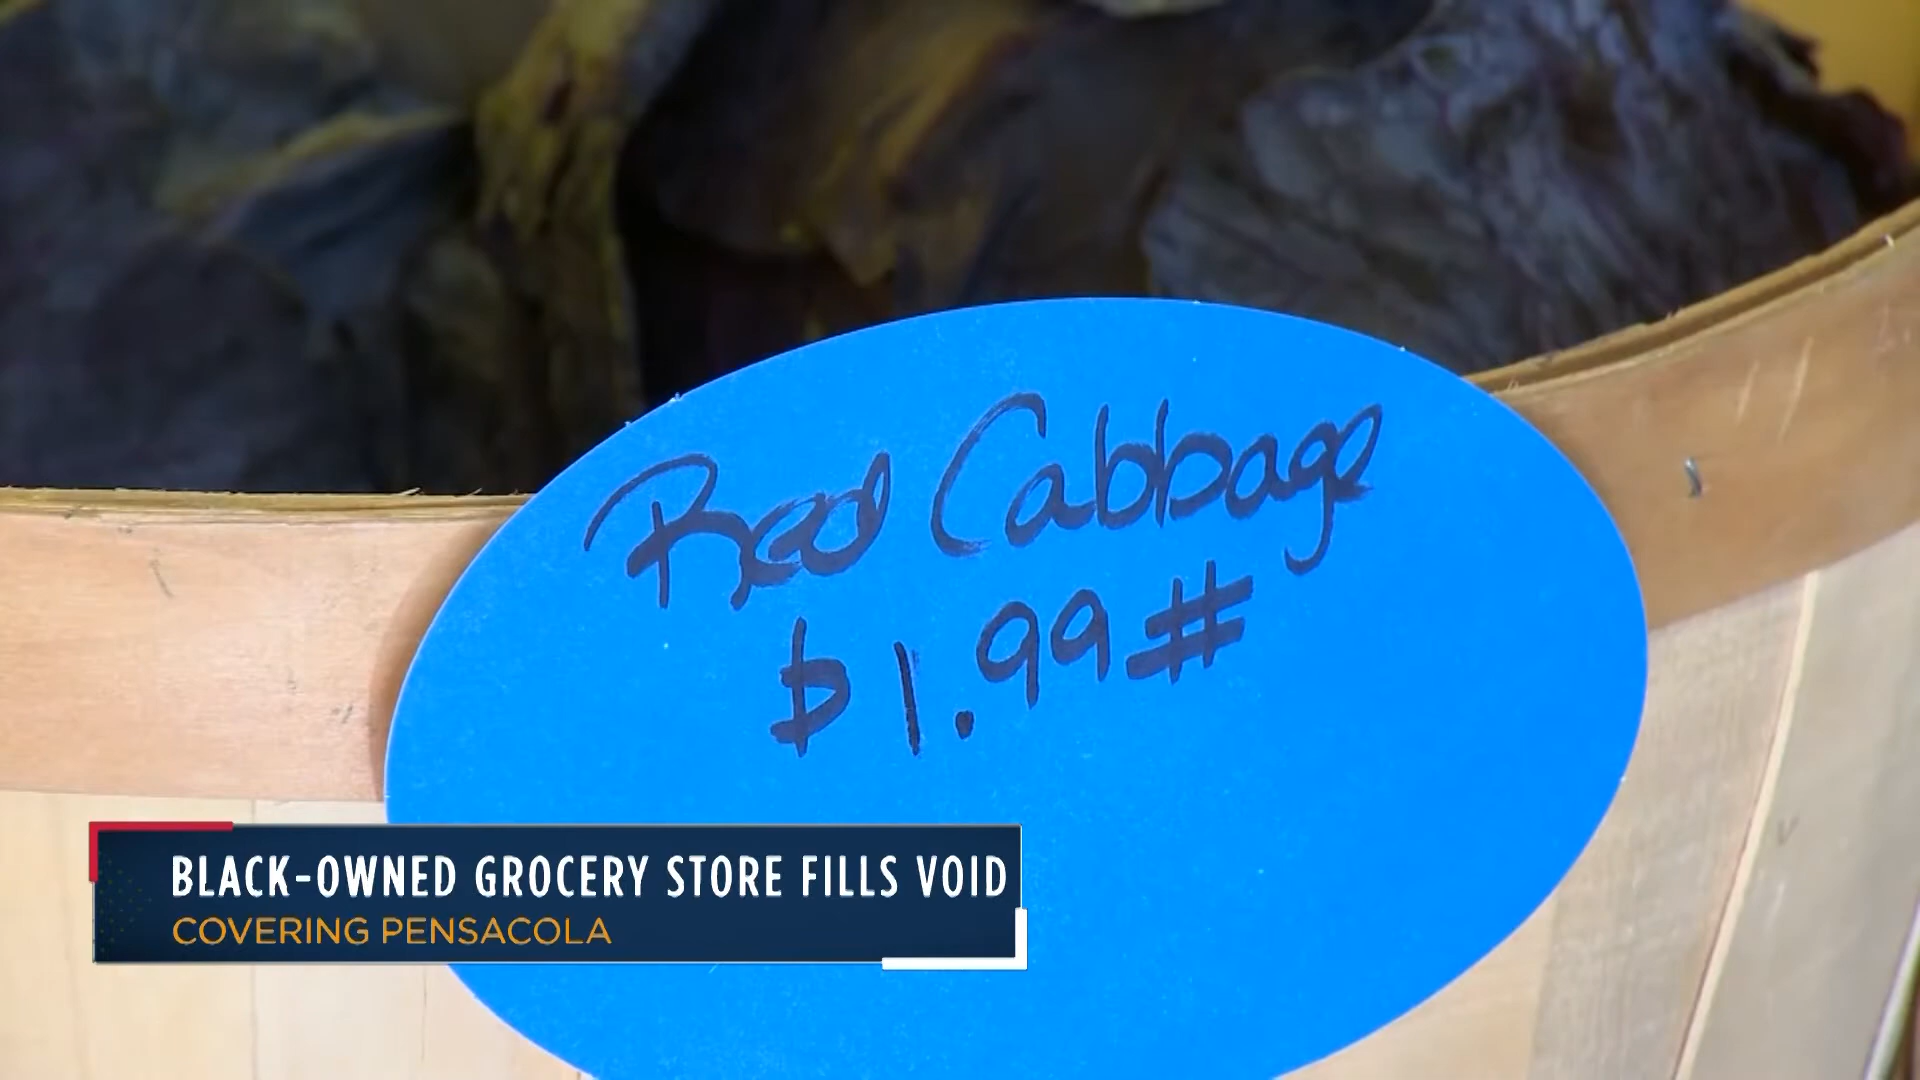 Red Cabbage
$1.99#
BLACK-OWNED GROCERY STORE FILLS VOID
COVERING PENSACOLA